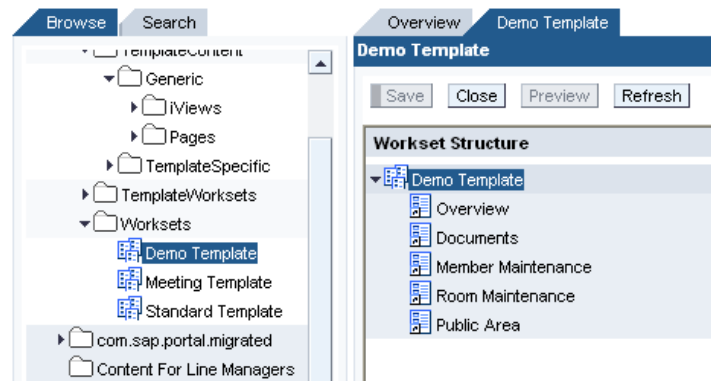 Browse
Search
TemplateContent
Generic
iViews
Pages
TemplateSpecific
TemplateWorksets
Worksets
Demo Template
Meeting Template
Standard Template
com.sap.portal.migrated
Content For Line Managers
Overview
Demo Template
Demo Template
Save
Close
Preview
Refresh
Workset Structure
Demo Template
Overview
Documents
Member Maintenance
Room Maintenance
Public Area